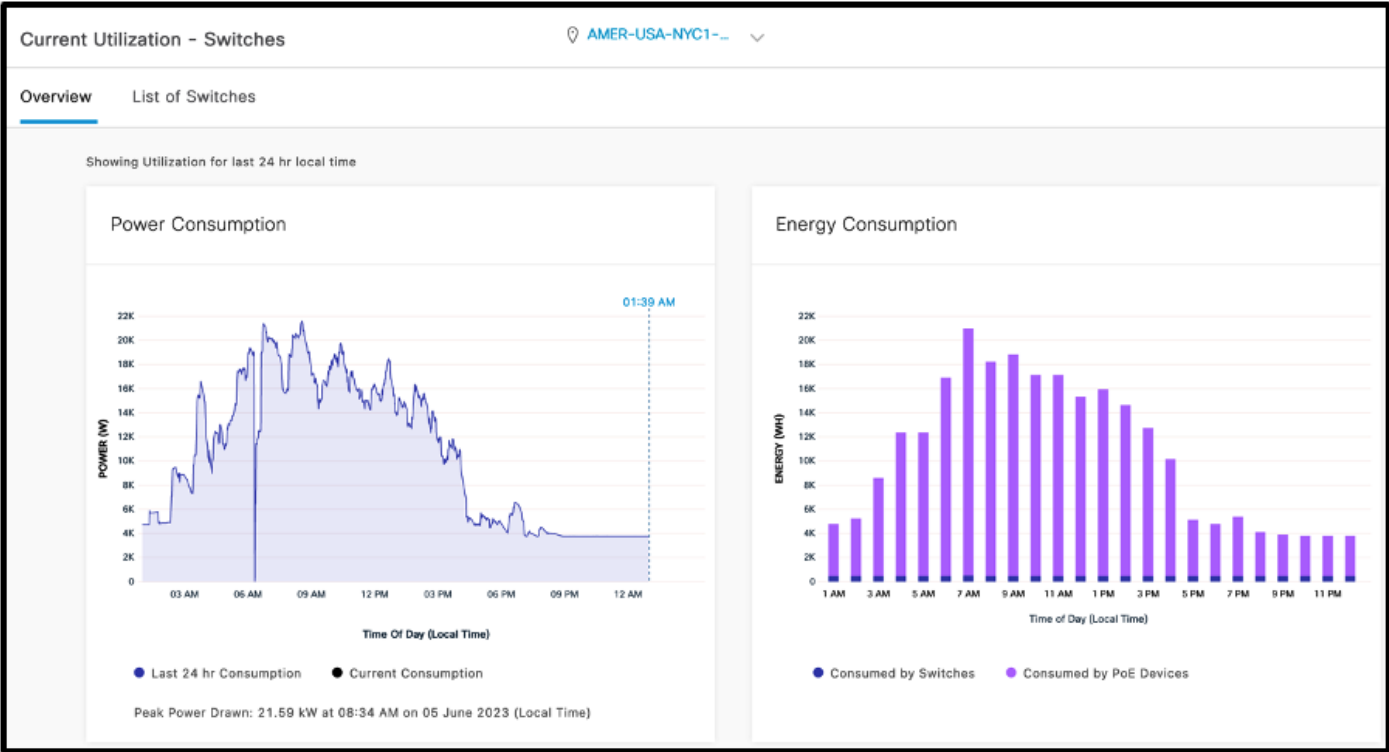 Current Utilization - Switches
AMER-USA-NYC1-...
Overview
List of Switches
Showing Utilization for last 24 hr local time
Power Consumption
01:39 AM
22K
20K
18K
16K
14K
12K
10K
8K
6K
4K
2K
0
POWER (W)
03 AM 06 AM 09 AM 12 PM 03 PM 06 PM 09 PM 12 AM
Time Of Day (Local Time)
Last 24 hr Consumption
Current Consumption
Peak Power Drawn: 21.59 kW at 08:34 AM on 05 June 2023 (Local Time)
Energy Consumption
22K
20K
18K
16K
14K
12K
10K
8K
6K
4K
2K
0
ENERGY (WH)
1 AM 3 AM 5 AM 7 AM 9 AM 11 AM 1 PM 3 PM 5 PM 7 PM 9 PM 11 PM
Time of Day (Local Time)
Consumed by Switches
Consumed by PoE Devices